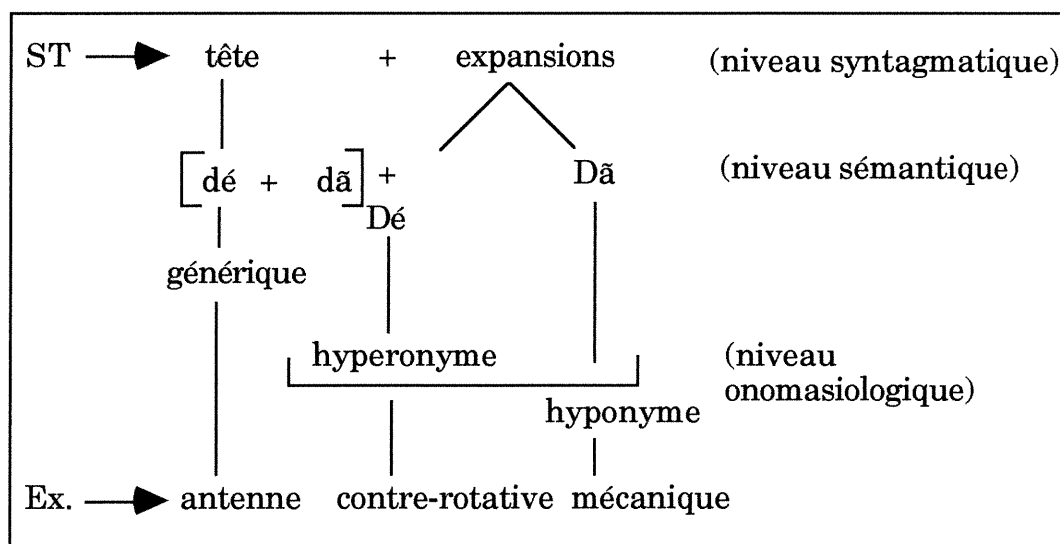 ST tête + expansions (niveau syntagmatique)
[dé + dã] + Dã (niveau sémantique)
Dé
générique
hyperonyme (niveau
onomasiologique)
hyponyme
Ex. antenne contre-rotative mécanique